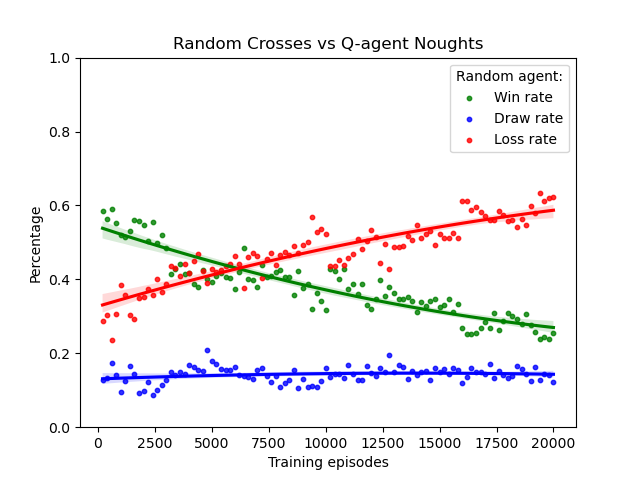 Random Crosses vs Q-agent Noughts
1.0
0.8
0.6
0.4
0.2
0.0
Percentage
Random agent:
Win rate
Draw rate
Loss rate
0 2500 5000 7500 10000 12500 15000 17500 20000
Training episodes